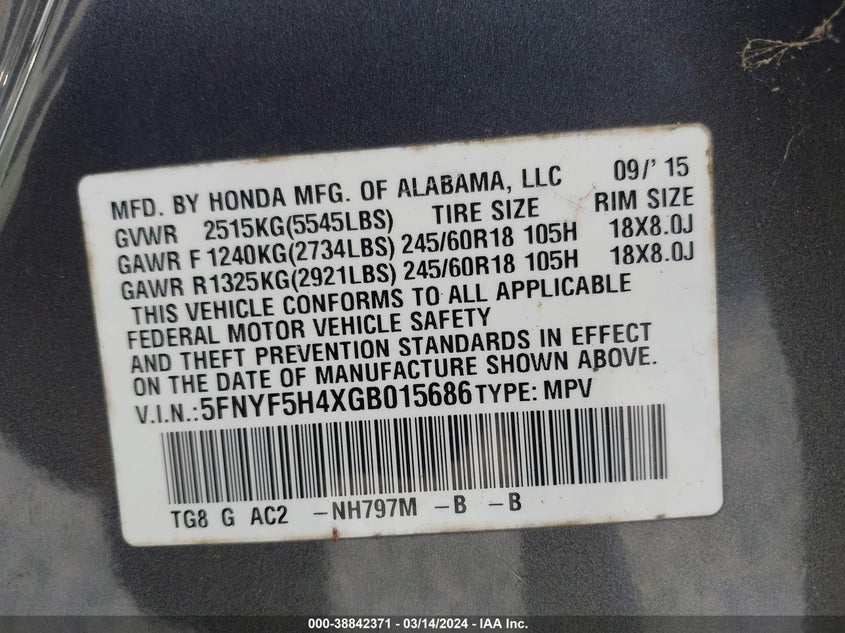 MFD. BY HONDA MFG. OF ALABAMA, LLC 09/' 15
GVWR 2515KG(5545LBS) TIRE SIZE RIM SIZE
GAWR F 1240KG(2734LBS) 245/60R18 105H 18X8.0J
GAWR R1325KG(2921LBS) 245/60R18 105H 18X8.0J
THIS VEHICLE CONFORMS TO ALL APPLICABLE
FEDERAL MOTOR VEHICLE SAFETY
AND THEFT PREVENTION STANDARDS IN EFFECT
ON THE DATE OF MANUFACTURE SHOWN ABOVE.
V.I.N.:5FNYF5H4XGB015686 TYPE: MPV
TG8 G AC2 -NH797M -B -B
000-38842371 - 03/14/2024 - IAA Inc.